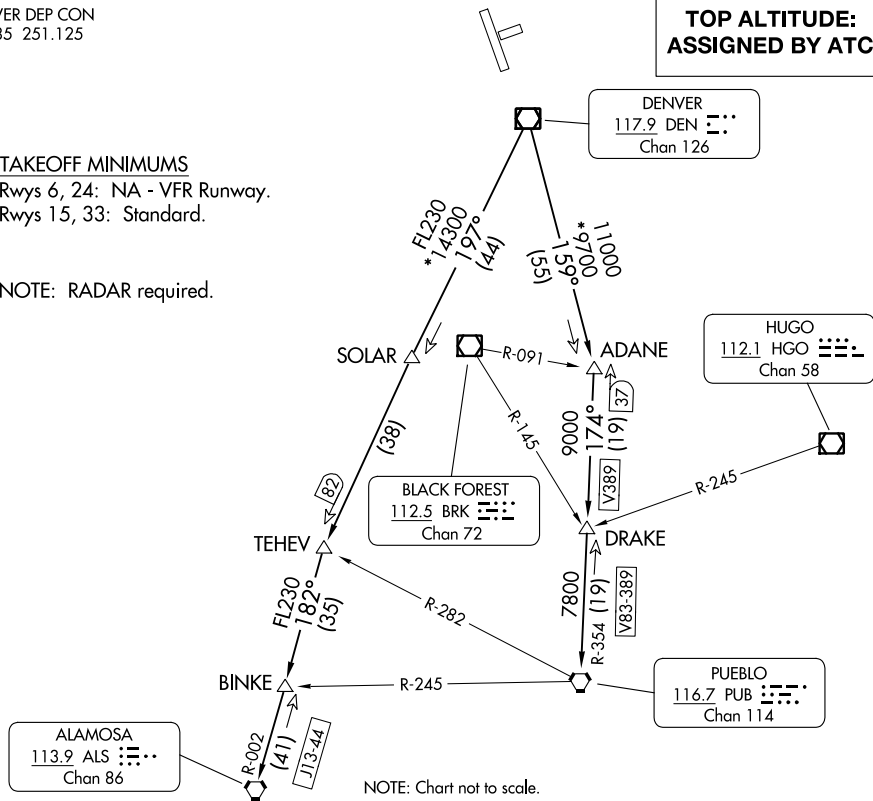 VER DEP CON
35 251.125
TOP ALTITUDE:
ASSIGNED BY ATC
DENVER
117.9 DEN
Chan 126
TAKEOFF MINIMUMS
Rwys 6, 24: NA - VFR Runway.
Rwys 15, 33: Standard.
NOTE: RADAR required.
FL230
*14300
197°
(44)
11000
*9700
159°
(55)
HUGO
112.1 HGO
Chan 58
SOLAR
R-091
ADANE
37
9000
174°
(19)
V389
R-145
R-245
(38)
82
BLACK FOREST
112.5 BRK
Chan 72
DRAKE
TEHEV
FL230
182°
(35)
R-282
7800
R-354 (19)
V83-389
BINKE
R-245
PUEBLO
116.7 PUB
Chan 114
ALAMOSA
113.9 ALS
Chan 86
R-002
(41)
J13-44
NOTE: Chart not to scale.